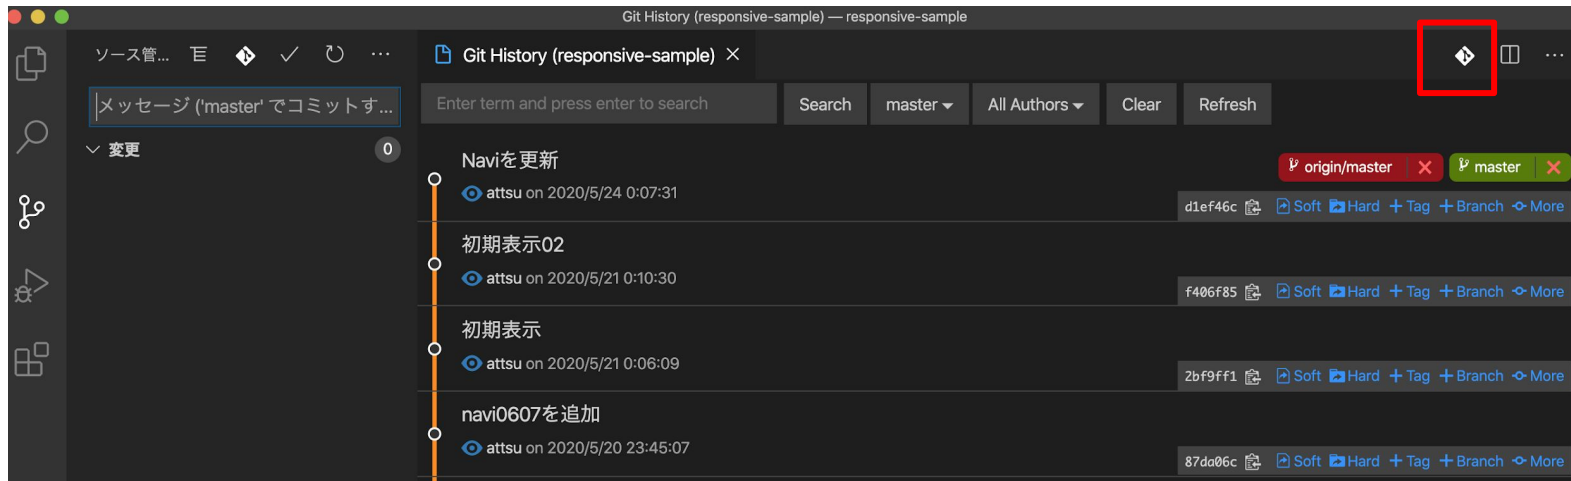 Git History (responsive-sample) — responsive-sample
ソース管...
Git History (responsive-sample)
メッセージ ('master' でコミットす...
Enter term and press enter to search Search master All Authors Clear Refresh
変更 0
Naviを更新
origin/master master
attsu on 2020/5/24 0:07:31
d1ef46c Soft Hard + Tag + Branch More
初期表示02
attsu on 2020/5/21 0:10:30
f406f85 Soft Hard + Tag + Branch More
初期表示
attsu on 2020/5/21 0:06:09
2bf9ff1 Soft Hard + Tag + Branch More
navi0607を追加
attsu on 2020/5/20 23:45:07
87da06c Soft Hard + Tag + Branch More